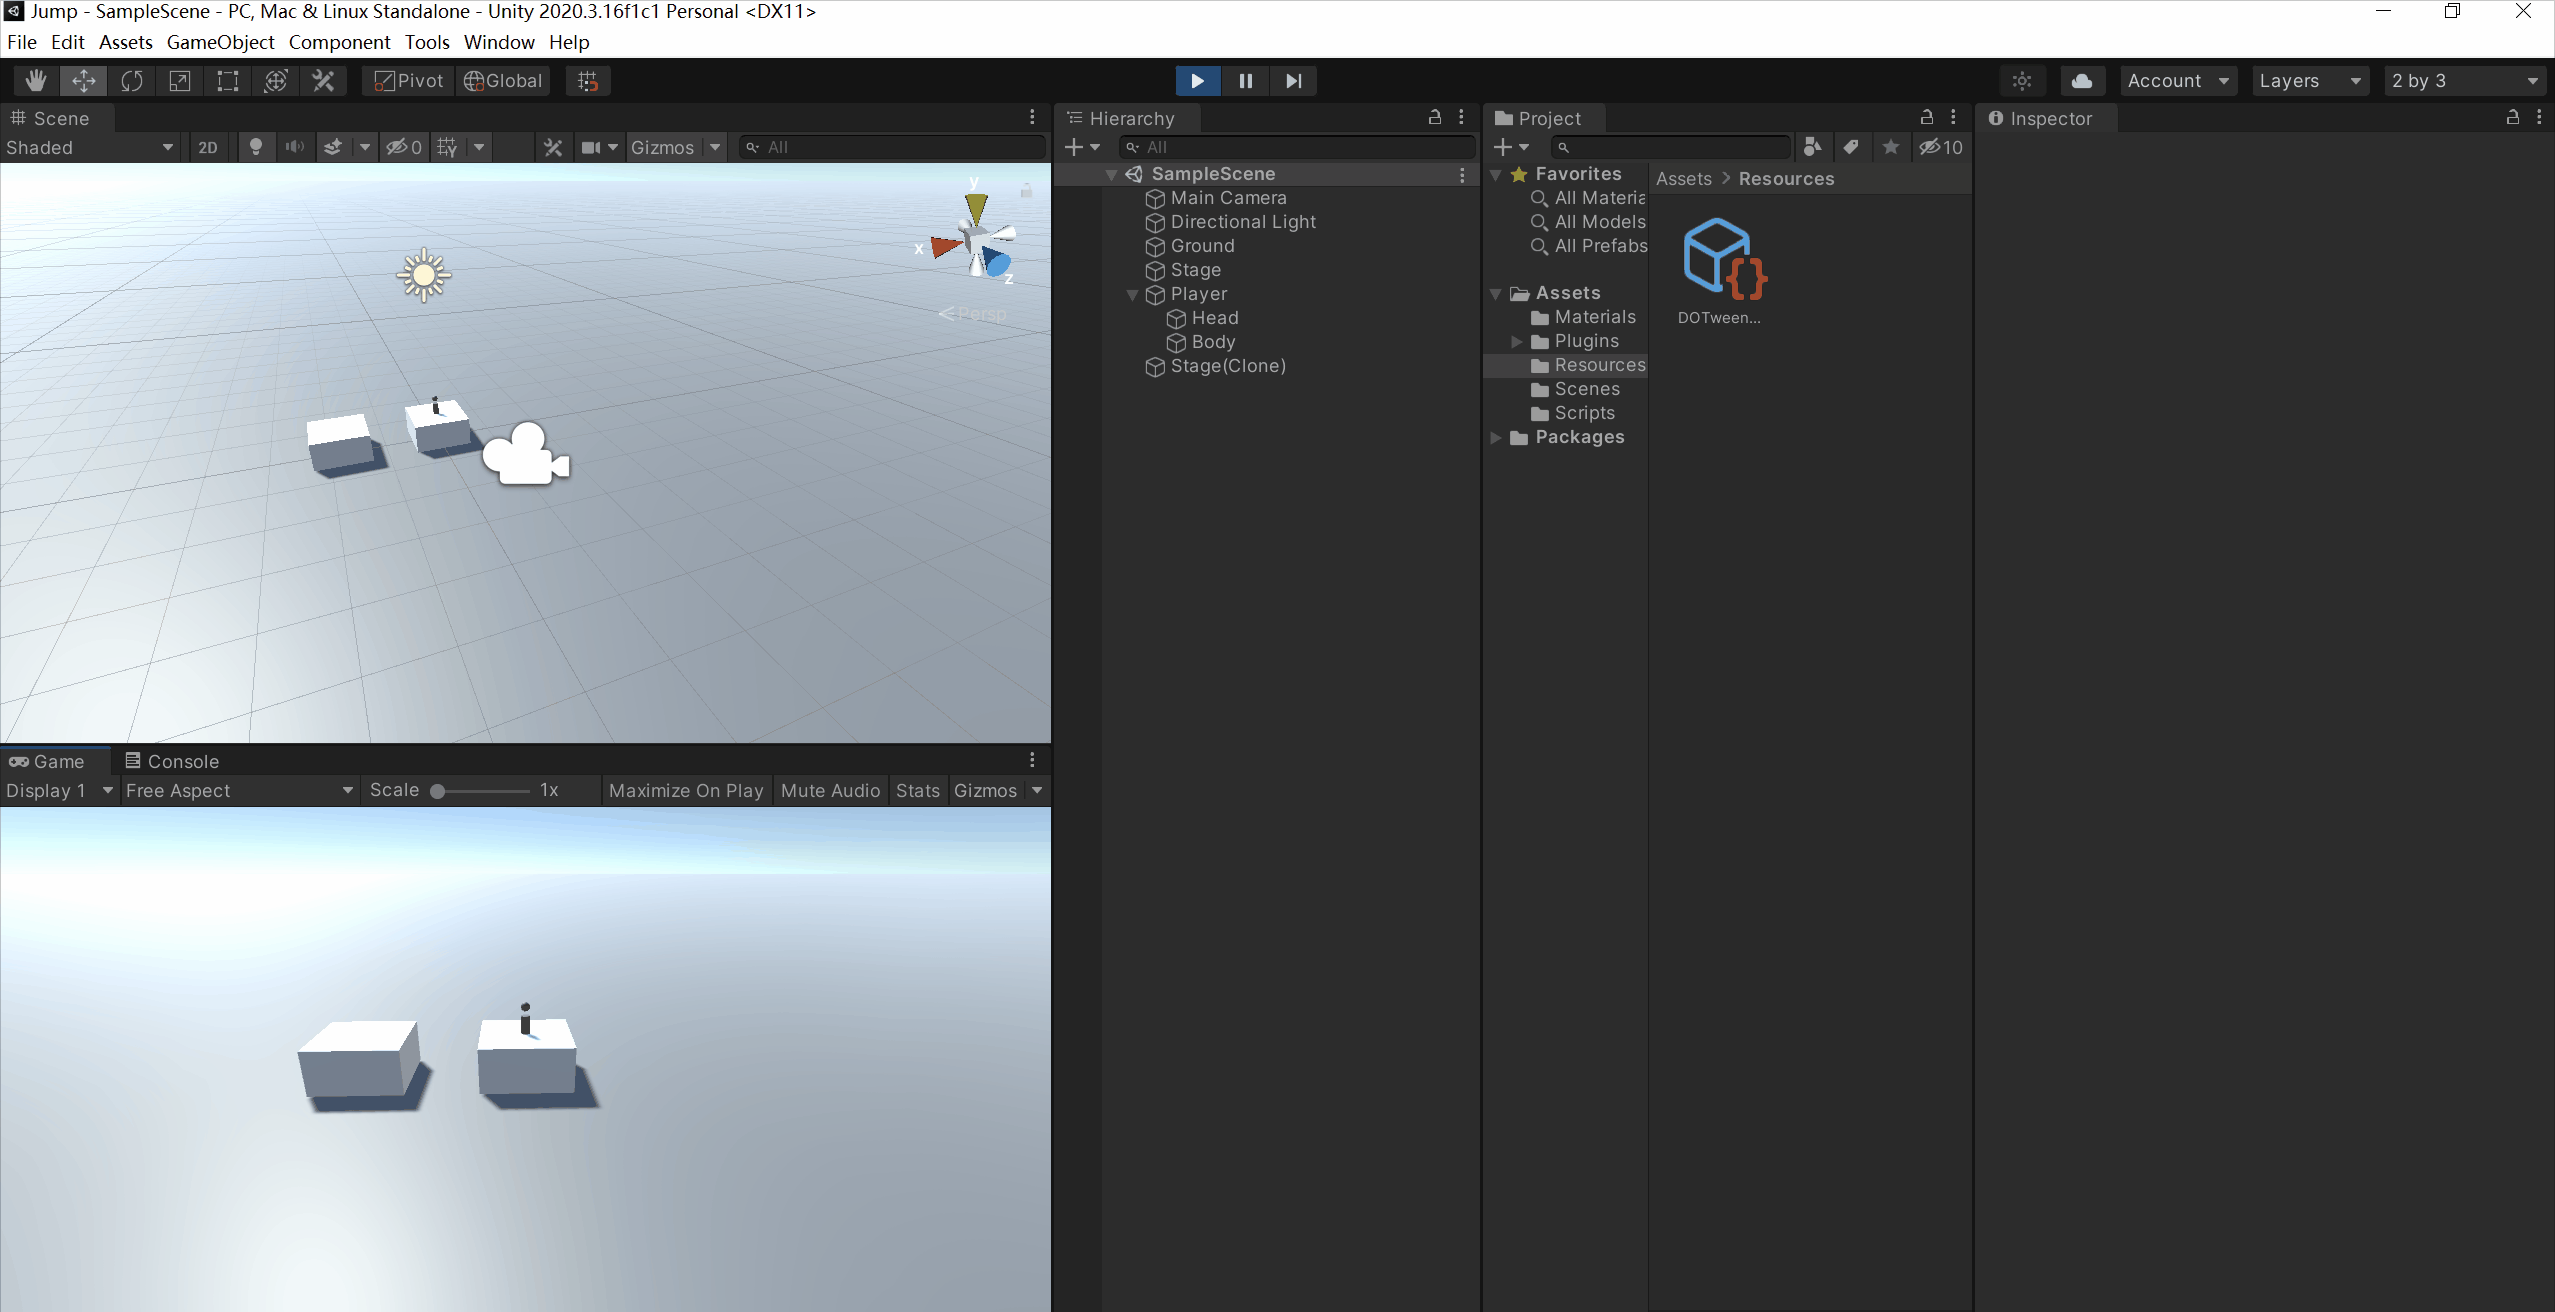 Jump - SampleScene - PC, Mac & Linux Standalone - Unity 2020.3.16f1c1 Personal <DX11>
File Edit Assets GameObject Component Tools Window Help
Pivot Global Account Layers 2 by 3
Scene
Shaded 2D 0 Gizmos All
y
x
z
Persp
Game Console
Display 1 Free Aspect Scale 1x Maximize On Play Mute Audio Stats Gizmos
Hierarchy
All
SampleScene
Main Camera
Directional Light
Ground
Stage
Player
Head
Body
Stage(Clone)
Project
10
Favorites
All Materia
All Models
All Prefabs
Assets
Materials
Plugins
Resources
Scenes
Scripts
Packages
Assets > Resources
DOTween...
Inspector